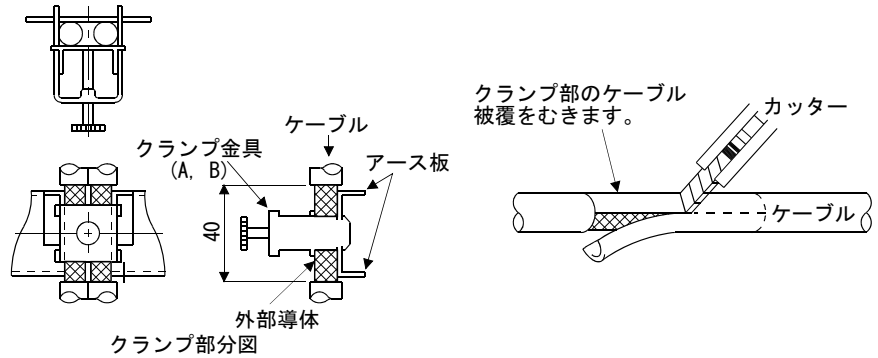 ケーブル
クランプ金具
(A, B)
アース板
40
外部導体
クランプ部分図
クランプ部のケーブル
被覆をむきます。
カッター
ケーブル